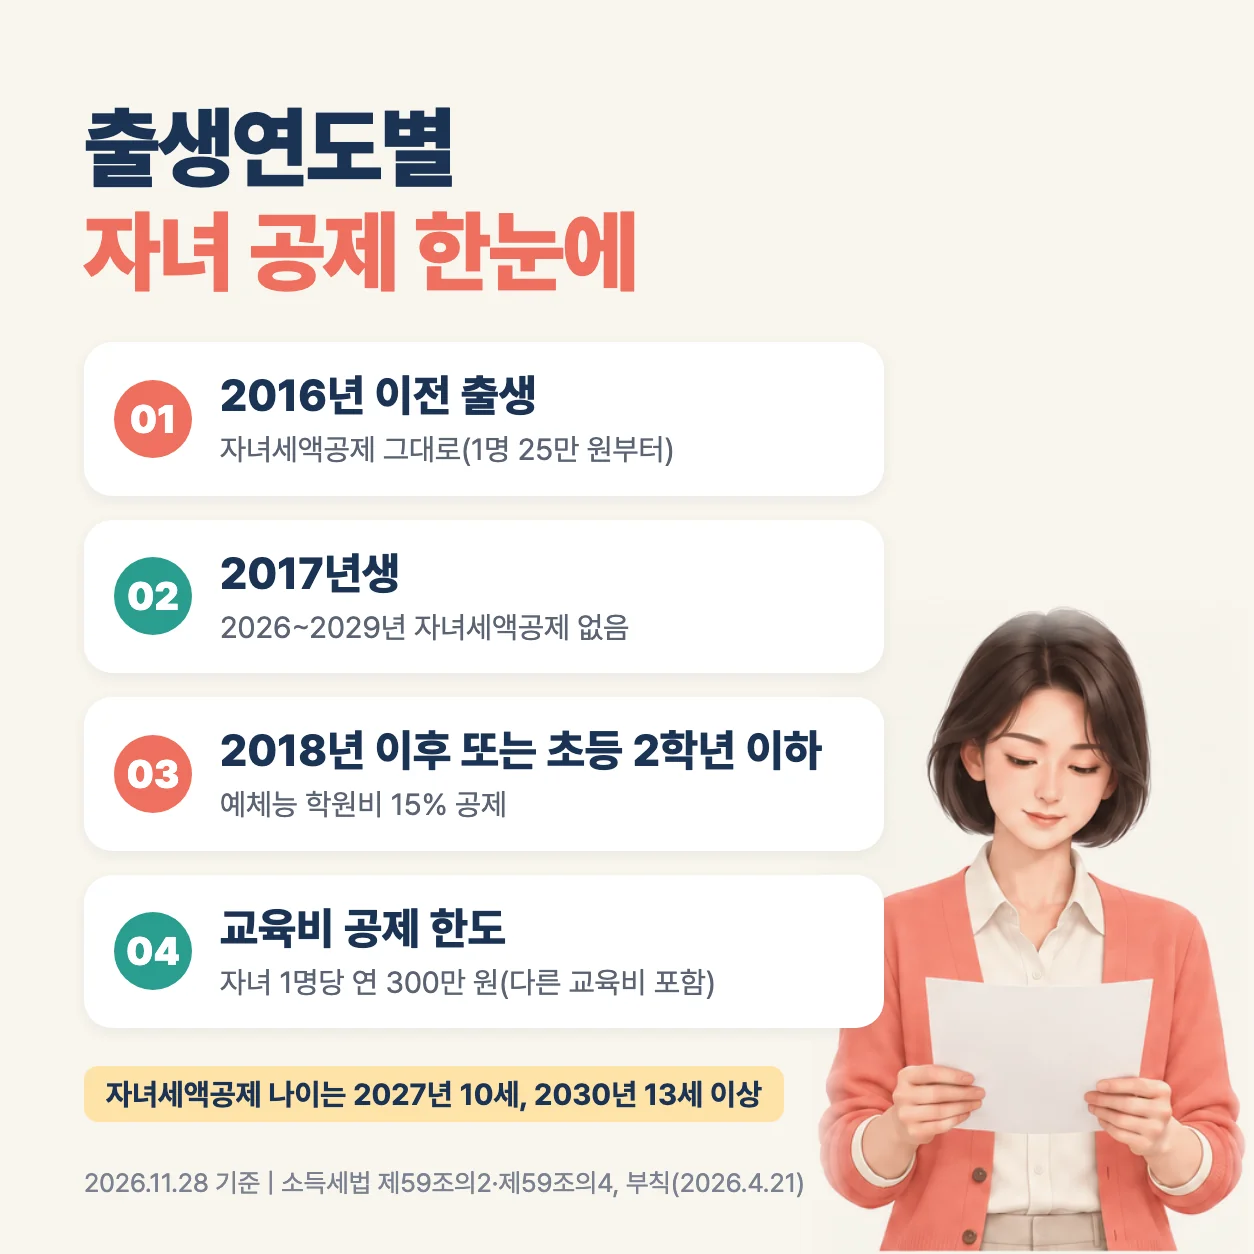 출생연도별
자녀 공제 한눈에
01
2016년 이전 출생
자녀세액공제 그대로(1명 25만 원부터)
02
2017년생
2026~2029년 자녀세액공제 없음
03
2018년 이후 또는 초등 2학년 이하
예체능 학원비 15% 공제
04
교육비 공제 한도
자녀 1명당 연 300만 원(다른 교육비 포함)
자녀세액공제 나이는 2027년 10세, 2030년 13세 이상
2026.11.28 기준 | 소득세법 제59조의2·제59조의4, 부칙(2026.4.21)